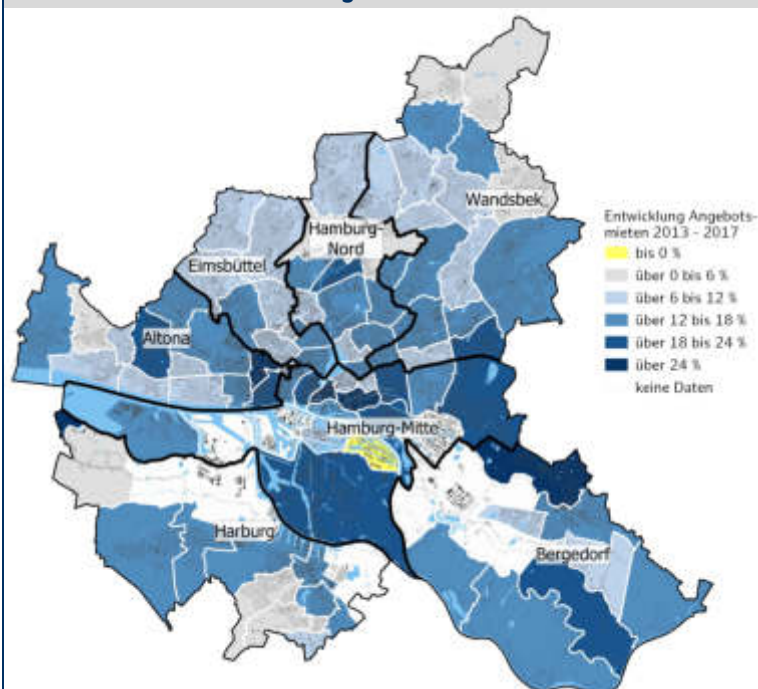 Wandsbek
Hamburg-
Nord
Eimsbüttel
Altona
Hamburg-Mitte
Harburg
Bergedorf
Entwicklung Angebots-
mieten 2013 - 2017
bis 0 %
über 0 bis 6 %
über 6 bis 12 %
über 12 bis 18 %
über 18 bis 24 %
über 24 %
keine Daten